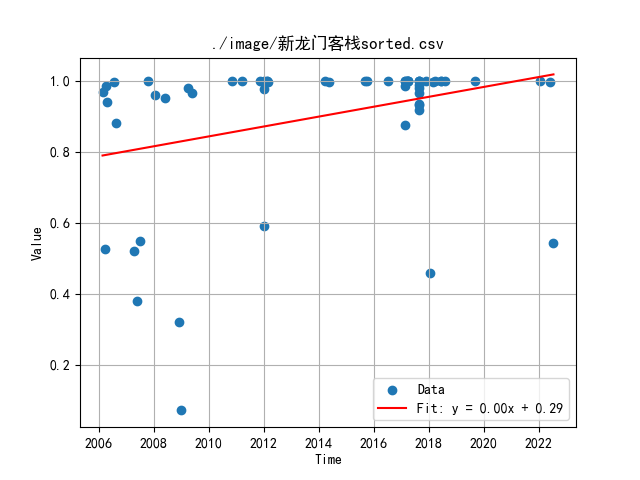 ./image/新龙门客栈sorted.csv
Value
1.0
0.8
0.6
0.4
0.2
2006 2008 2010 2012 2014 2016 2018 2020 2022
Time
Data
Fit: y = 0.00x + 0.29